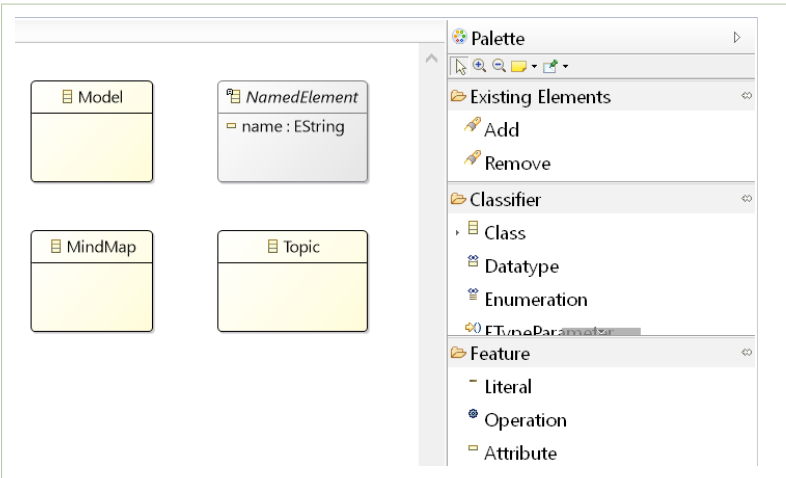 Palette
Model
NamedElement
name : EString
MindMap
Topic
Existing Elements
Add
Remove
Classifier
Class
Datatype
Enumeration
ETypeParameter
Feature
Literal
Operation
Attribute